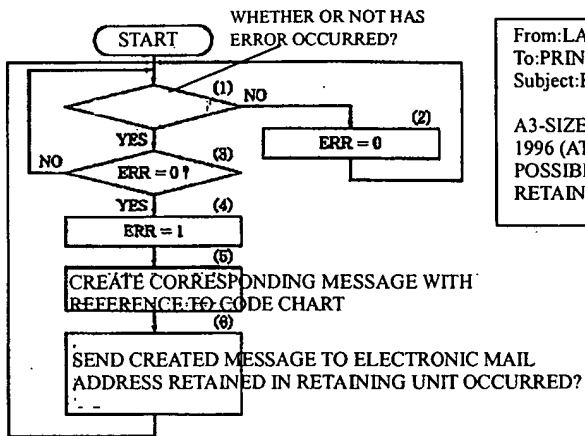 WHETHER OR NOT HAS
ERROR OCCURRED?
START
(1)
NO
YES
(2)
ERR = 0
(3)
NO
ERR = 0 ?
YES
(4)
ERR = 1
(5)
CREATE CORRESPONDING MESSAGE WITH
REFERENCE TO CODE CHART
(6)
SEND CREATED MESSAGE TO ELECTRONIC MAIL
ADDRESS RETAINED IN RETAINING UNIT OCCURRED?
From:LA
To:PRIN
Subject:
A3-SIZE
1996 (AT
POSSIBI
RETAIN